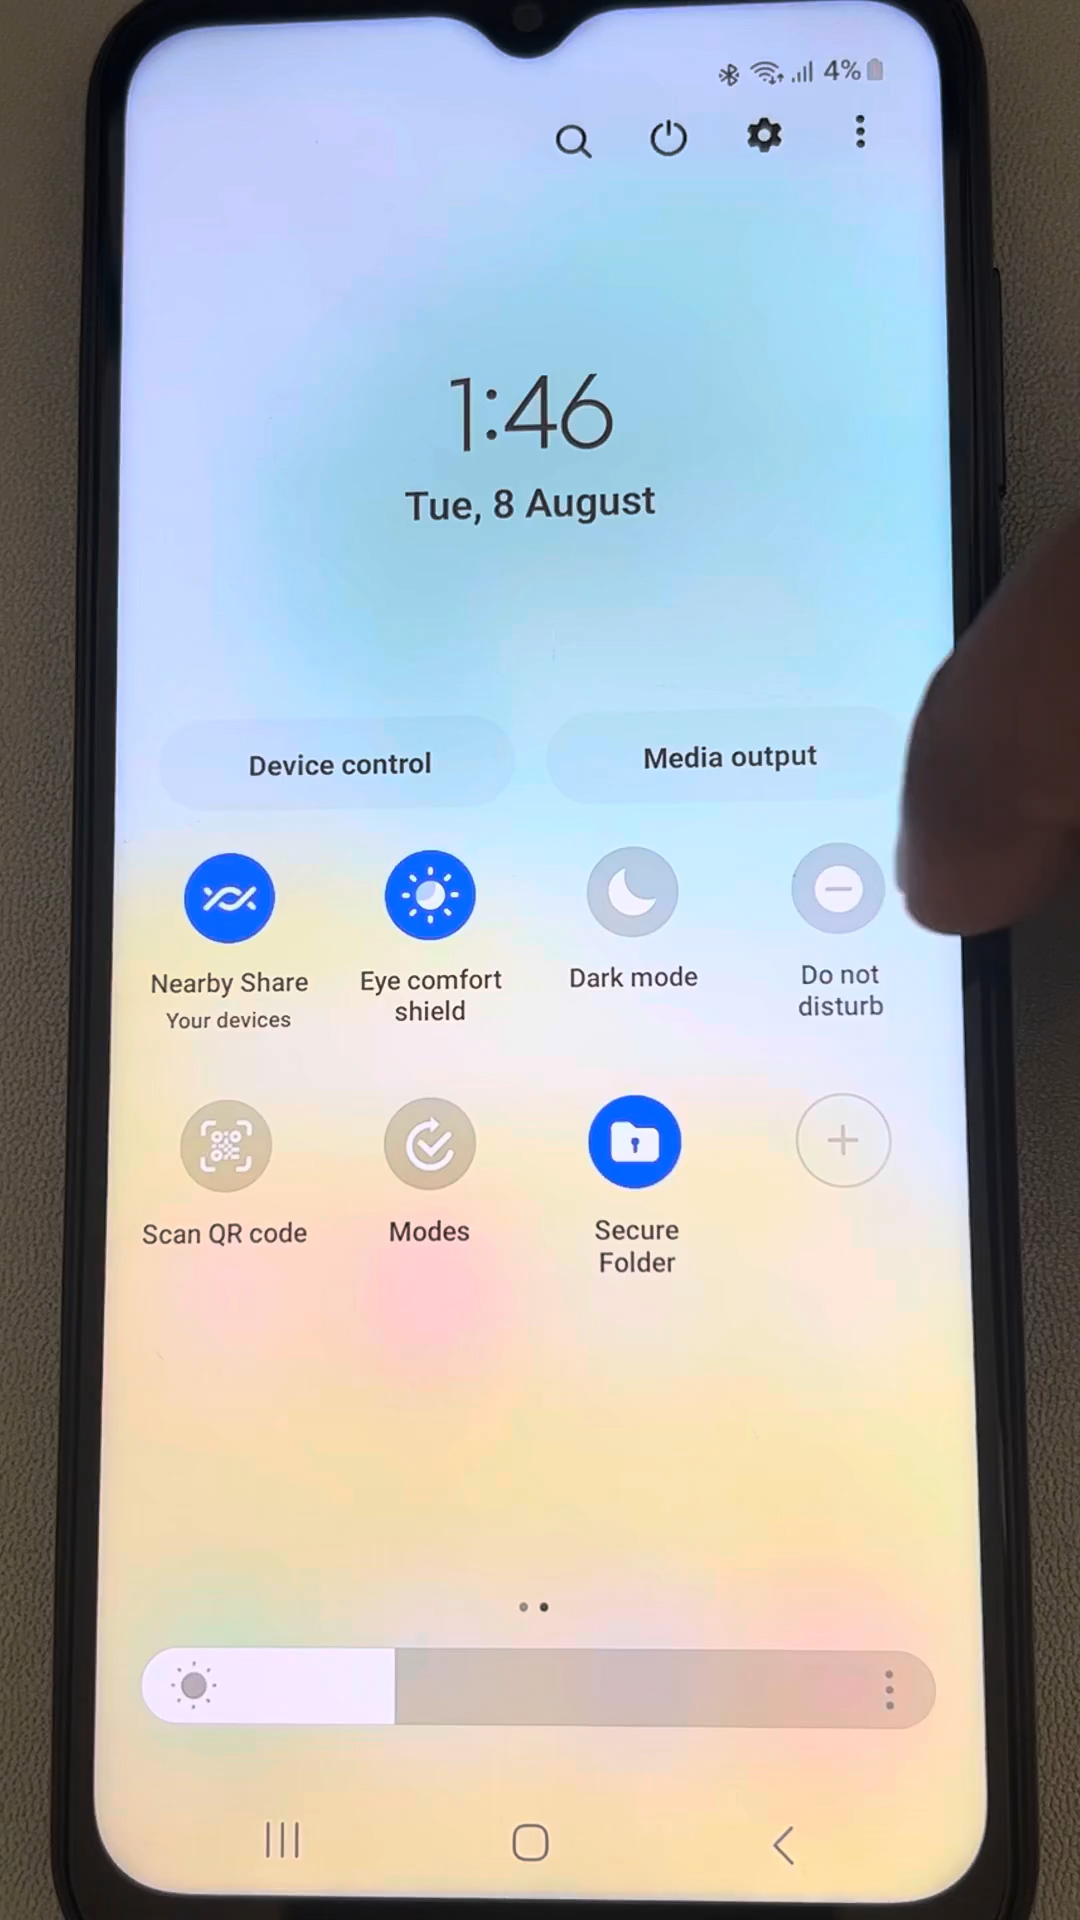 4%
1:46
Tue, 8 August
Device control
Media output
Nearby Share
Your devices
Eye comfort
shield
Dark mode
Do not
disturb
Scan QR code
Modes
Secure
Folder